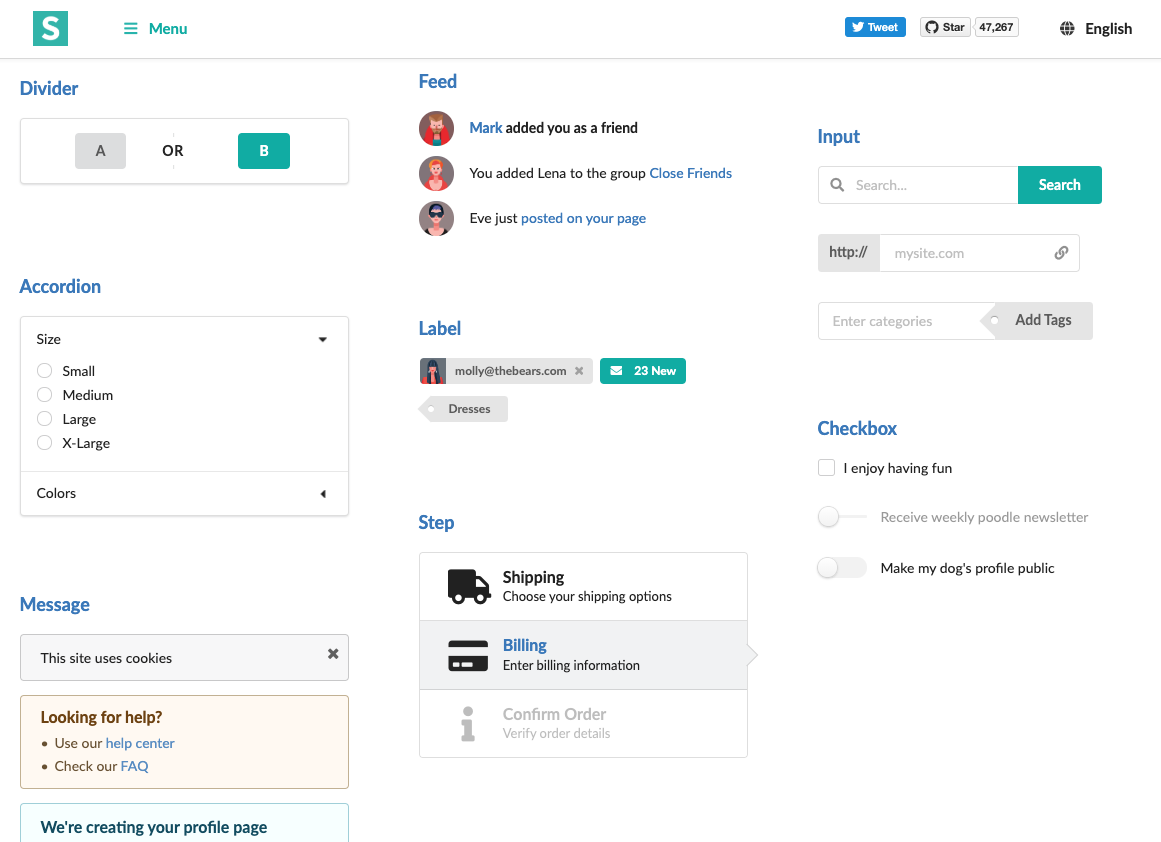 S
Menu
Tweet
Star
47,267
English
Divider
A
OR
B
Accordion
Size
Small
Medium
Large
X-Large
Colors
Message
This site uses cookies
Looking for help?
• Use our help center
• Check our FAQ
We're creating your profile page
Feed
Mark added you as a friend
You added Lena to the group Close Friends
Eve just posted on your page
Label
molly@thebears.com
23 New
Dresses
Step
Shipping
Choose your shipping options
Billing
Enter billing information
Confirm Order
Verify order details
Input
Search...
Search
http://
mysite.com
Enter categories
Add Tags
Checkbox
I enjoy having fun
Receive weekly poodle newsletter
Make my dog's profile public